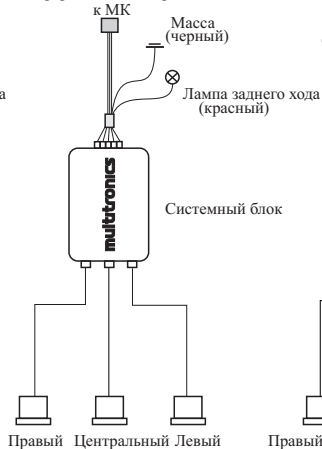 к МК
Масса
(черный)
а
Лампа заднего хода
(красный)
multitronics
Системный блок
Правый Центральный Левый
Правый